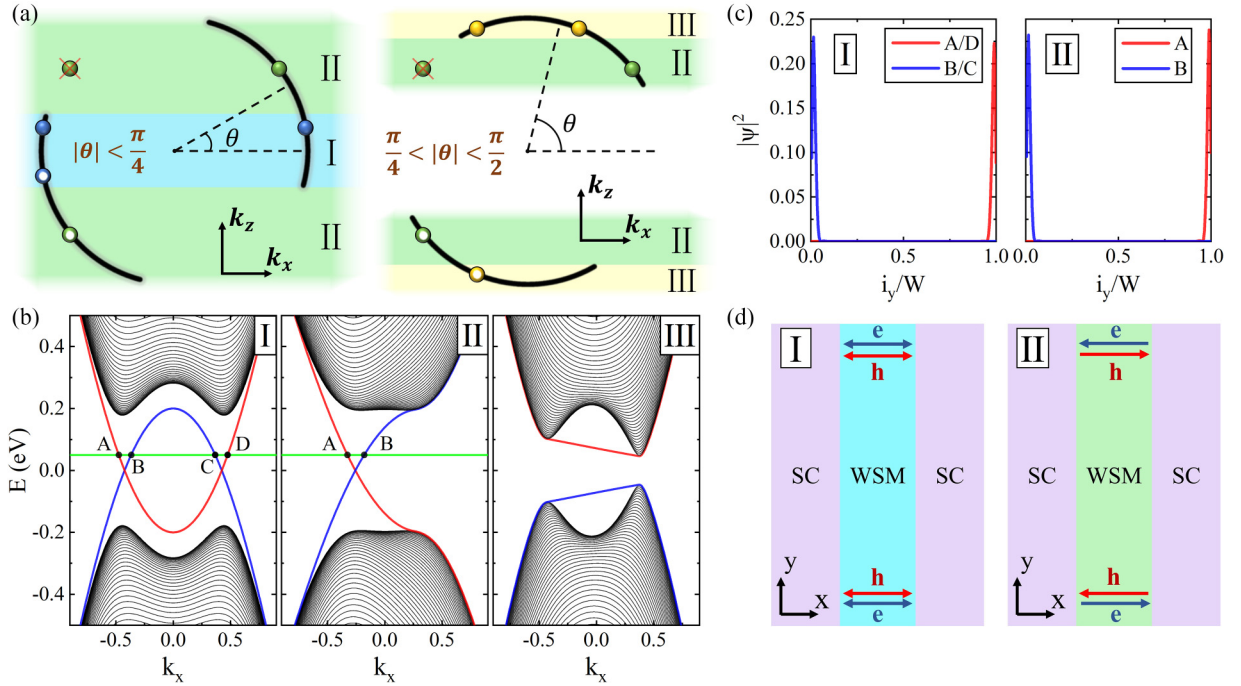 (a)
II
|θ| < π/4
θ
I
k_z
k_x
II
III
II
π/4 < |θ| < π/2
θ
k_z
k_x
II
III
(b)
E (eV)
0.4
0.2
0.0
-0.2
-0.4
I
A
B
C
D
II
A
B
III
-0.5 0.0 0.5
-0.5 0.0 0.5
-0.5 0.0 0.5
k_x
k_x
k_x
(c)
|ψ|²
0.25
0.20
0.15
0.10
0.05
0.00
I
A/D
B/C
II
A
B
0.0 0.5 1.0
0.0 0.5 1.0
i_y/W
i_y/W
(d)
I
e
h
SC WSM SC
h
e
y
x
II
e
h
SC WSM SC
h
e
y
x